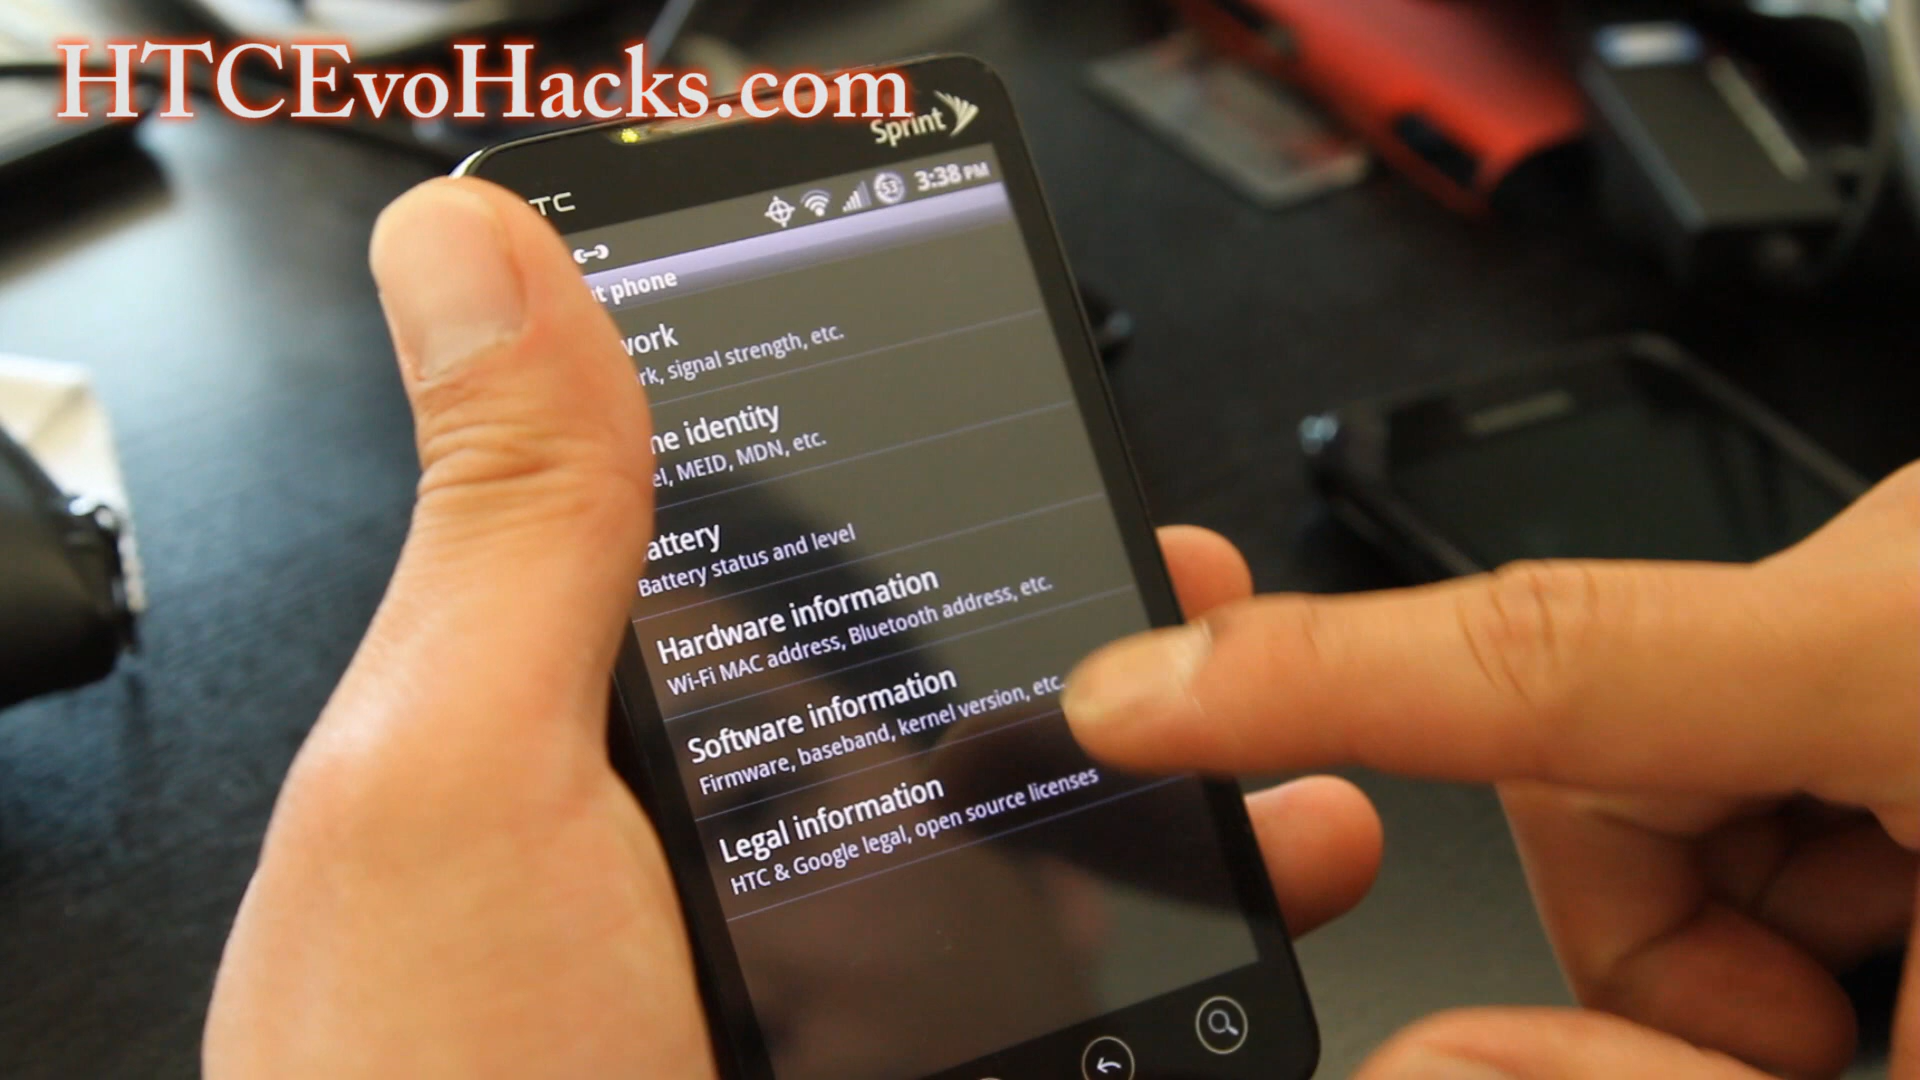 HTCEvoHacks.com
Sprint
TC
53 3:38 PM
t phone
work
rk, signal strength, etc.
ne identity
el, MEID, MDN, etc.
attery
Battery status and level
Hardware information
Wi-Fi MAC address, Bluetooth address, etc.
Software information
Firmware, baseband, kernel version, etc.
Legal information
HTC & Google legal, open source licenses